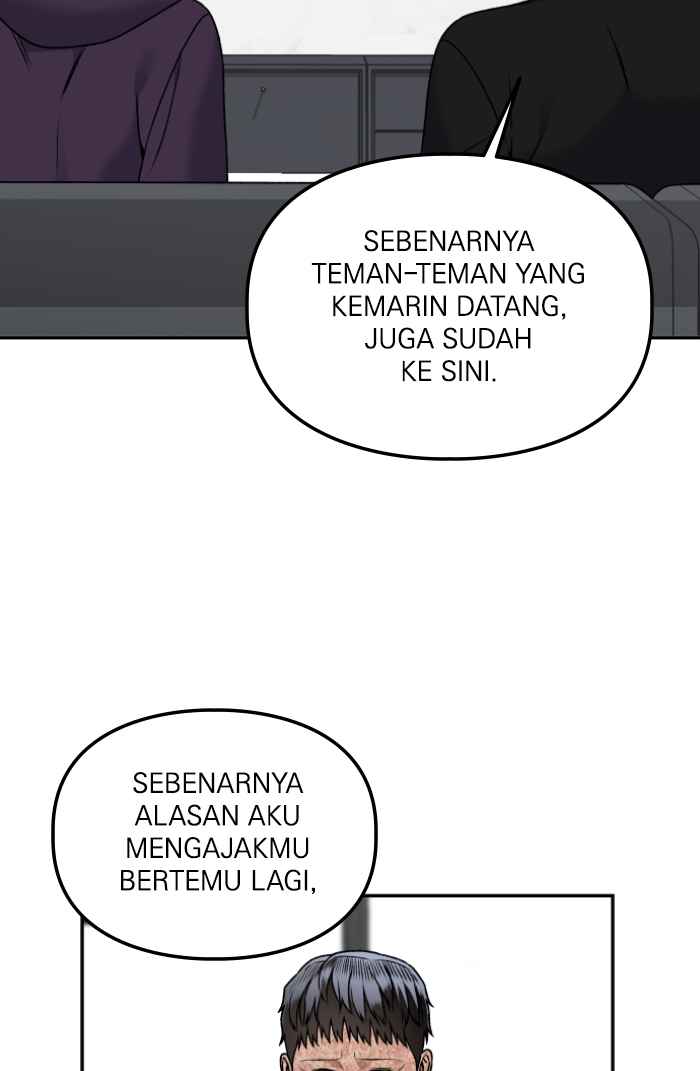 SEBENARNYA
TEMAN-TEMAN YANG
KEMARIN DATANG,
JUGA SUDAH
KE SINI.
SEBENARNYA
ALASAN AKU
MENGAJAKMU
BERTEMU LAGI,